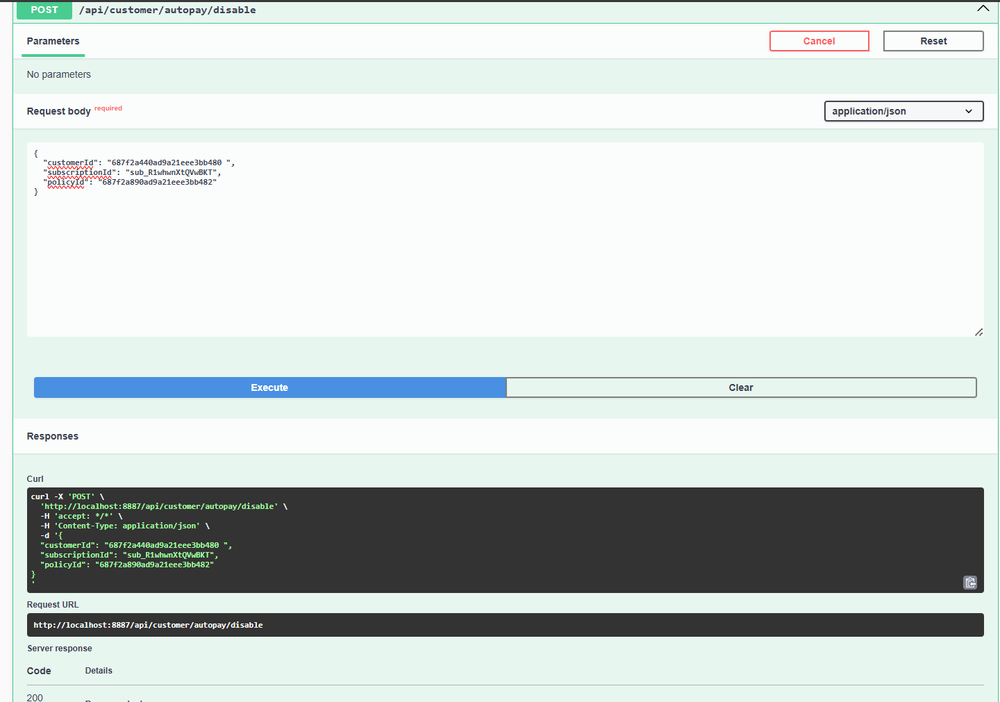 POST /api/customer/autopay/disable
Parameters
Cancel
Reset
No parameters
Request body required
application/json
{
"customerId": "687f2a440ad9a21eee3bb480 ",
"subscriptionId": "sub_R1whwnXtQVwBKT",
"policyId": "687f2a890ad9a21eee3bb482"
}
Execute
Clear
Responses
Curl
curl -X 'POST' \
'http://localhost:8887/api/customer/autopay/disable' \
-H 'accept: */*' \
-H 'Content-Type: application/json' \
-d '{
"customerId": "687f2a440ad9a21eee3bb480 ",
"subscriptionId": "sub_R1whwnXtQVwBKT",
"policyId": "687f2a890ad9a21eee3bb482"
}
'
Request URL
http://localhost:8887/api/customer/autopay/disable
Server response
Code Details
200